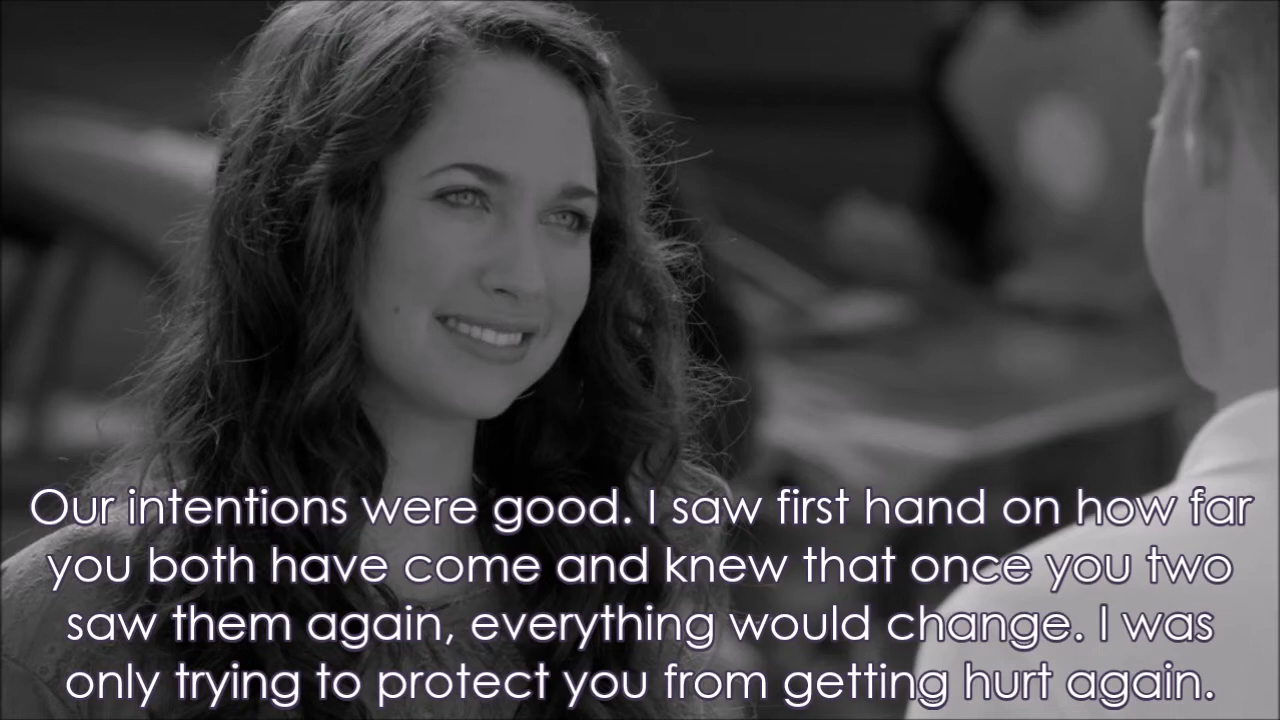 Our intentions were good. I saw first hand on how far
you both have come and knew that once you two
saw them again, everything would change. I was
only trying to protect you from getting hurt again.